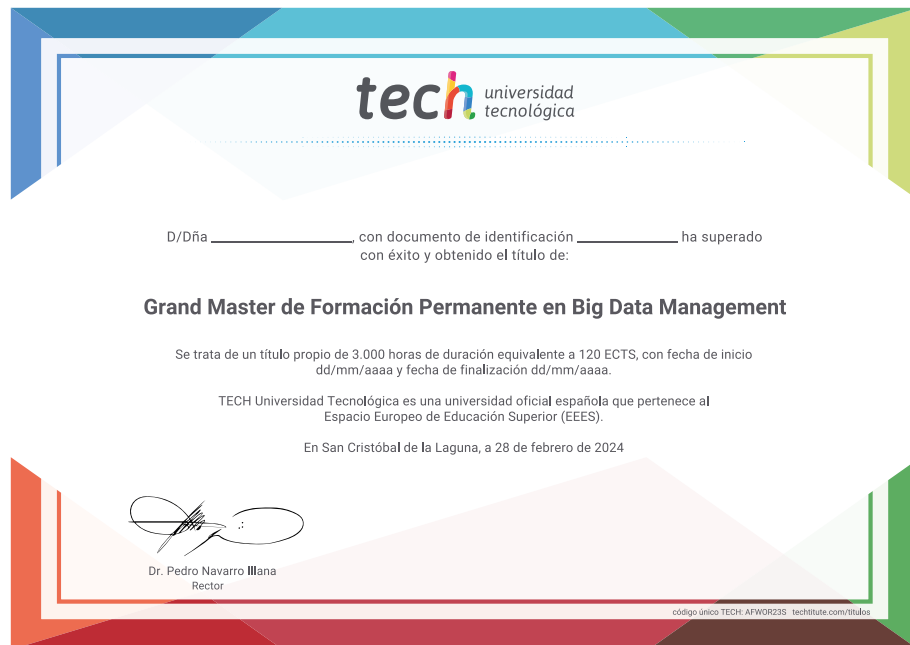 tech universidad
tecnológica
D/Dña ____________________, con documento de identificación ______________ ha superado
con éxito y obtenido el título de:
Grand Master de Formación Permanente en Big Data Management
Se trata de un título propio de 3.000 horas de duración equivalente a 120 ECTS, con fecha de inicio
dd/mm/aaaa y fecha de finalización dd/mm/aaaa.
TECH Universidad Tecnológica es una universidad oficial española que pertenece al
Espacio Europeo de Educación Superior (EEES).
En San Cristóbal de la Laguna, a 28 de febrero de 2024
Dr. Pedro Navarro Illana
Rector
código único TECH: AFWOR23S techtitute.com/titulos